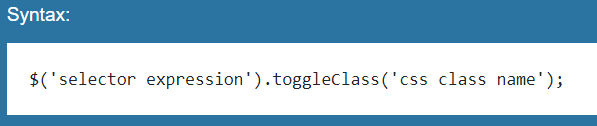 Syntax:
$('selector expression').toggleClass('css class name');